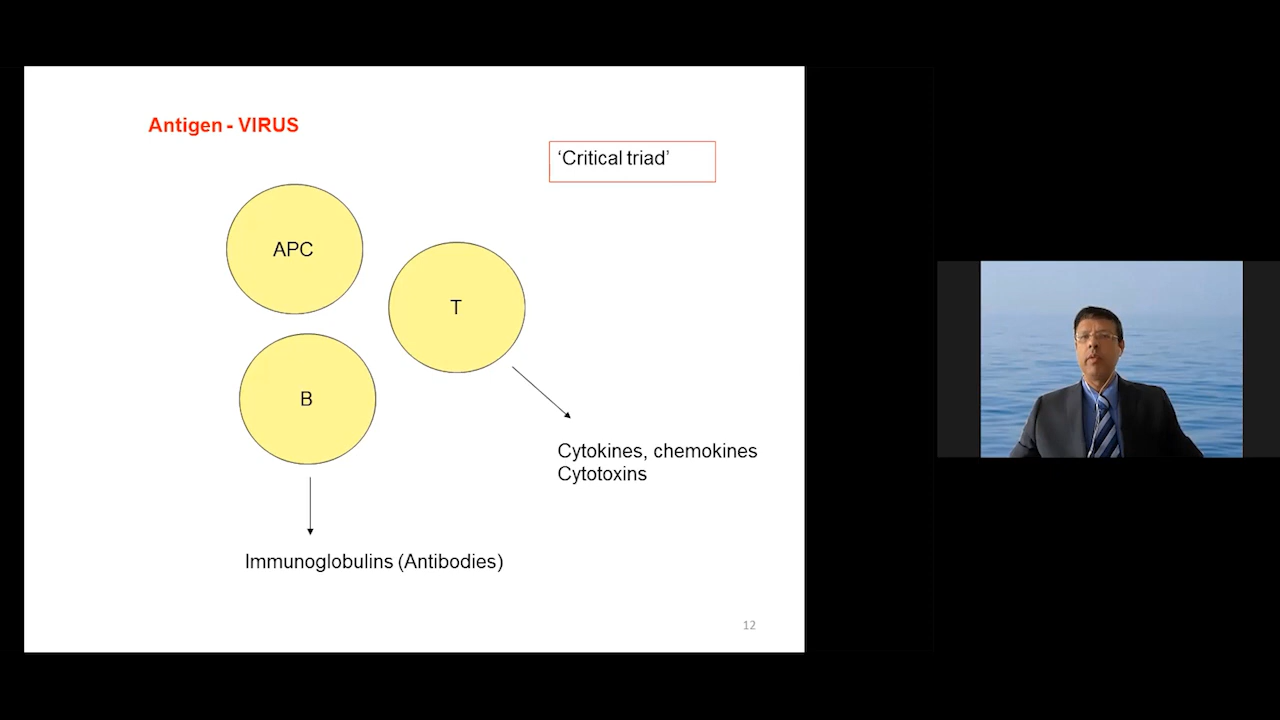 Antigen - VIRUS
‘Critical triad’
APC
T
B
Cytokines, chemokines
Cytotoxins
Immunoglobulins (Antibodies)
12